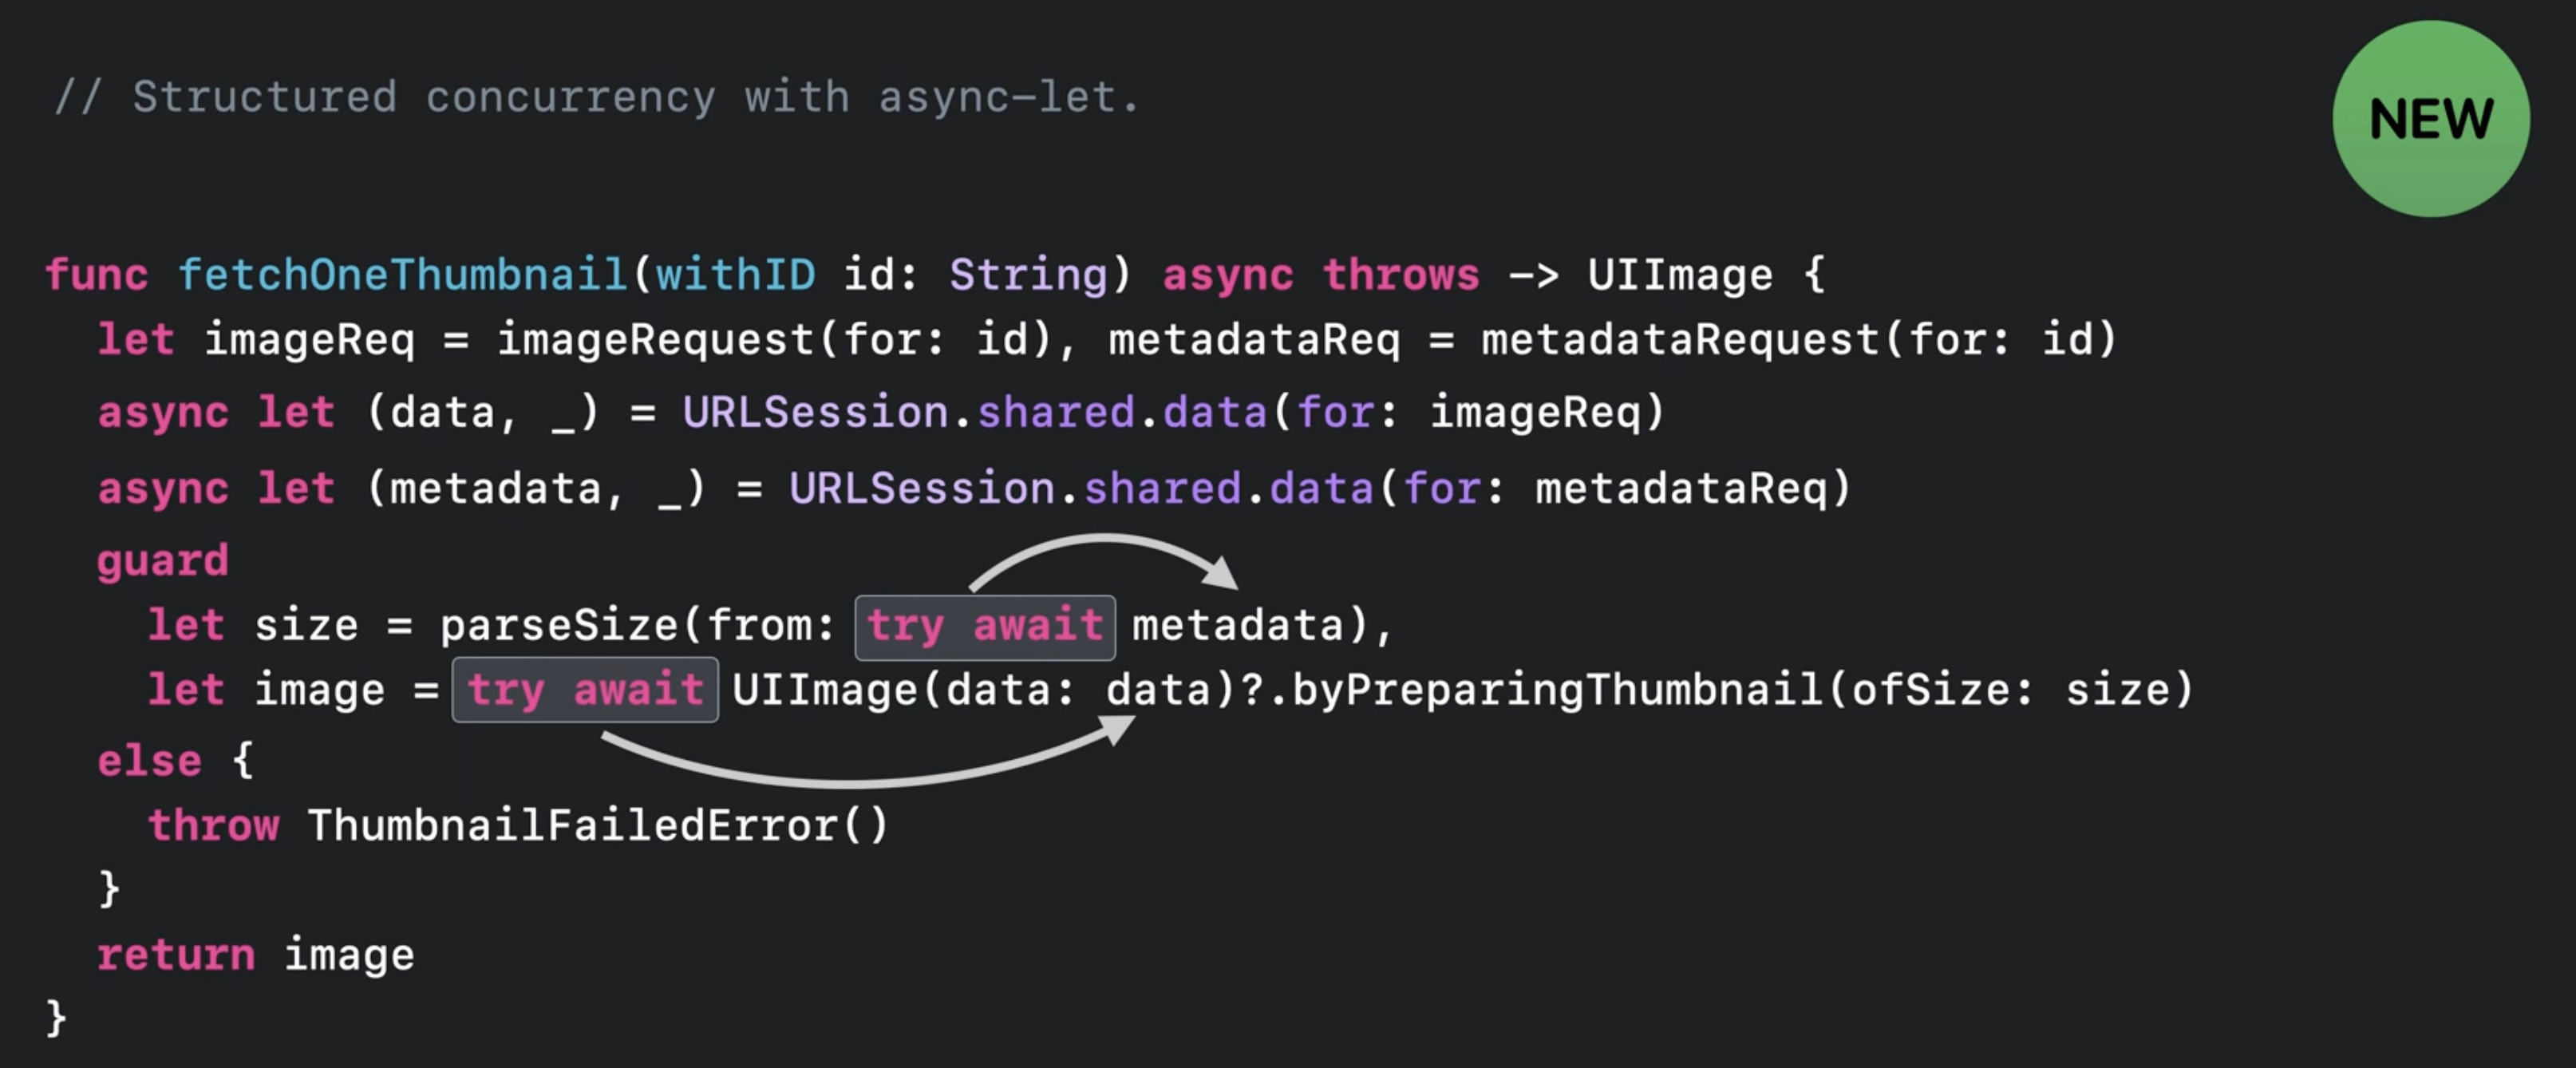 // Structured concurrency with async-let.
NEW
func fetchOneThumbnail(withID id: String) async throws -> UIImage {
let imageReq = imageRequest(for: id), metadataReq = metadataRequest(for: id)
async let (data, _) = URLSession.shared.data(for: imageReq)
async let (metadata, _) = URLSession.shared.data(for: metadataReq)
guard
let size = parseSize(from: try await metadata),
let image = try await UIImage(data: data)?.byPreparingThumbnail(ofSize: size)
else {
throw ThumbnailFailedError()
}
return image
}